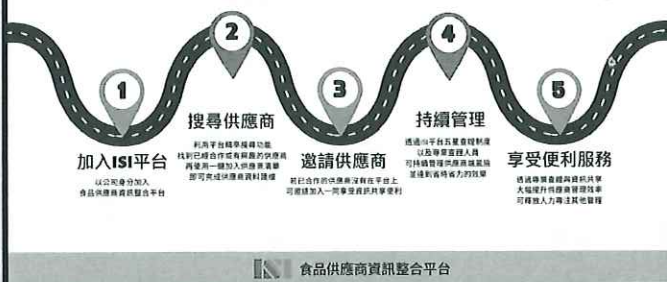 1
加入ISI平台
以公司身分加入
食品供應商資訊整合平台
2
搜尋供應商
利用平台精準搜尋功能
找到已經合作或有興趣的供應商
再使用一鍵加入供應商清單
即可完成供應商資料建檔
3
邀請供應商
若已合作的供應商沒有在平台上
可邀請加入一同享受資訊共享便利
4
持續管理
透過ISI平台五星查證制度
以及專業查證人員
可持續管理供應商端風險
並達到省時省力的效果
5
享受便利服務
透過專業查證與資訊共享
大幅提升供應商管理效率
可釋放人力專注其他管理
ISI 食品供應商資訊整合平台